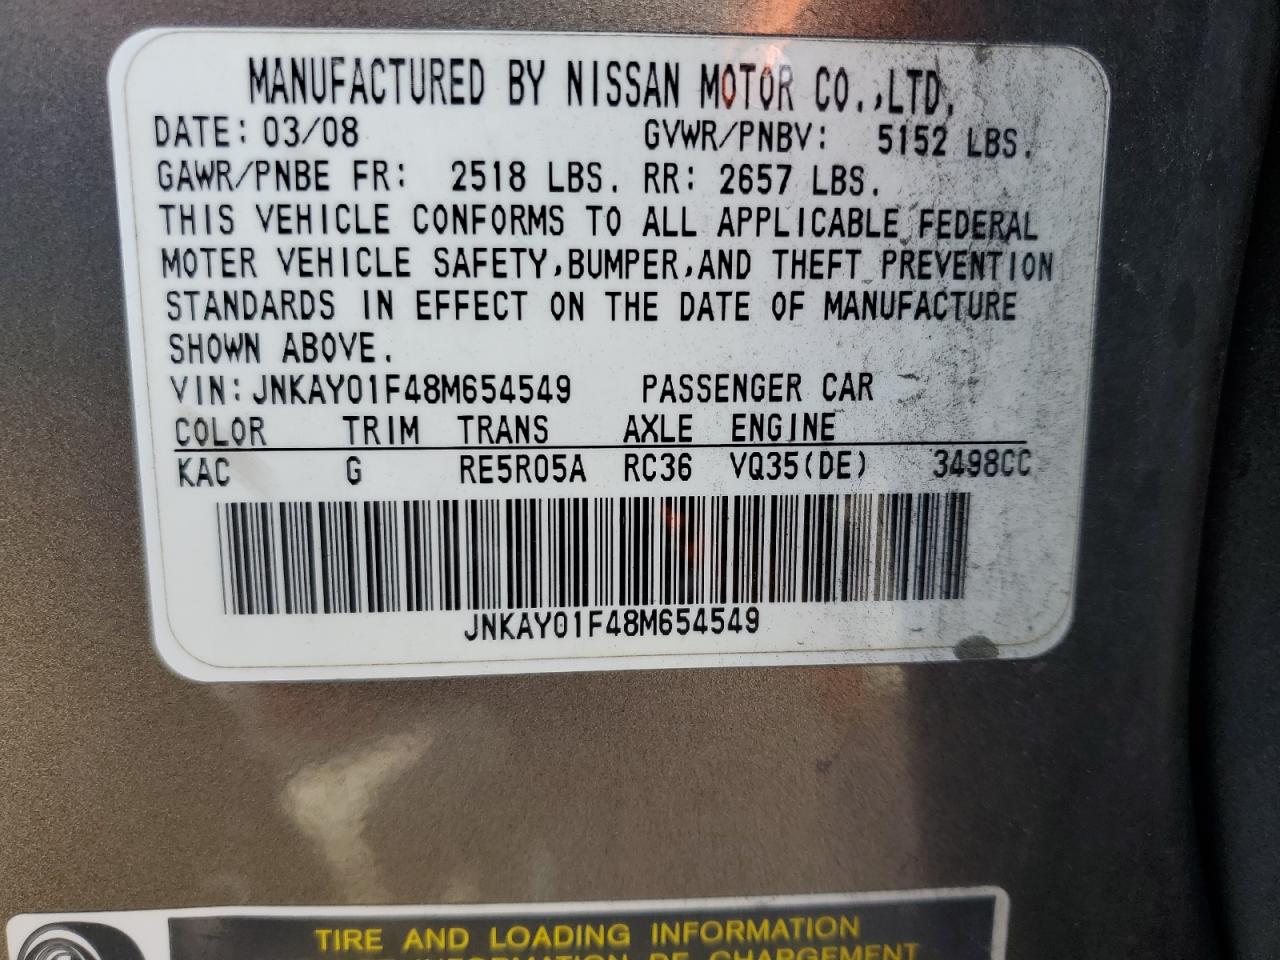 MANUFACTURED BY NISSAN MOTOR CO.,LTD.
DATE: 03/08 GVWR/PNBV: 5152 LBS.
GAWR/PNBE FR: 2518 LBS. RR: 2657 LBS.
THIS VEHICLE CONFORMS TO ALL APPLICABLE FEDERAL
MOTER VEHICLE SAFETY,BUMPER,AND THEFT PREVENTION
STANDARDS IN EFFECT ON THE DATE OF MANUFACTURE
SHOWN ABOVE.
VIN:JNKAY01F48M654549 PASSENGER CAR
COLOR TRIM TRANS AXLE ENGINE
KAC G RE5R05A RC36 VQ35(DE) 3498CC
JNKAY01F48M654549
TIRE AND LOADING INFORMATION
DE CHARGEMENT